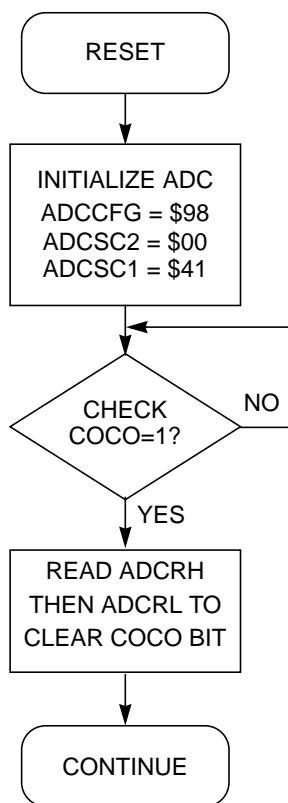 RESET
INITIALIZE ADC
ADCCFG = $98
ADCSC2 = $00
ADCSC1 = $41
CHECK
COCO=1?
NO
YES
READ ADCRH
THEN ADCRL TO
CLEAR COCO BIT
CONTINUE